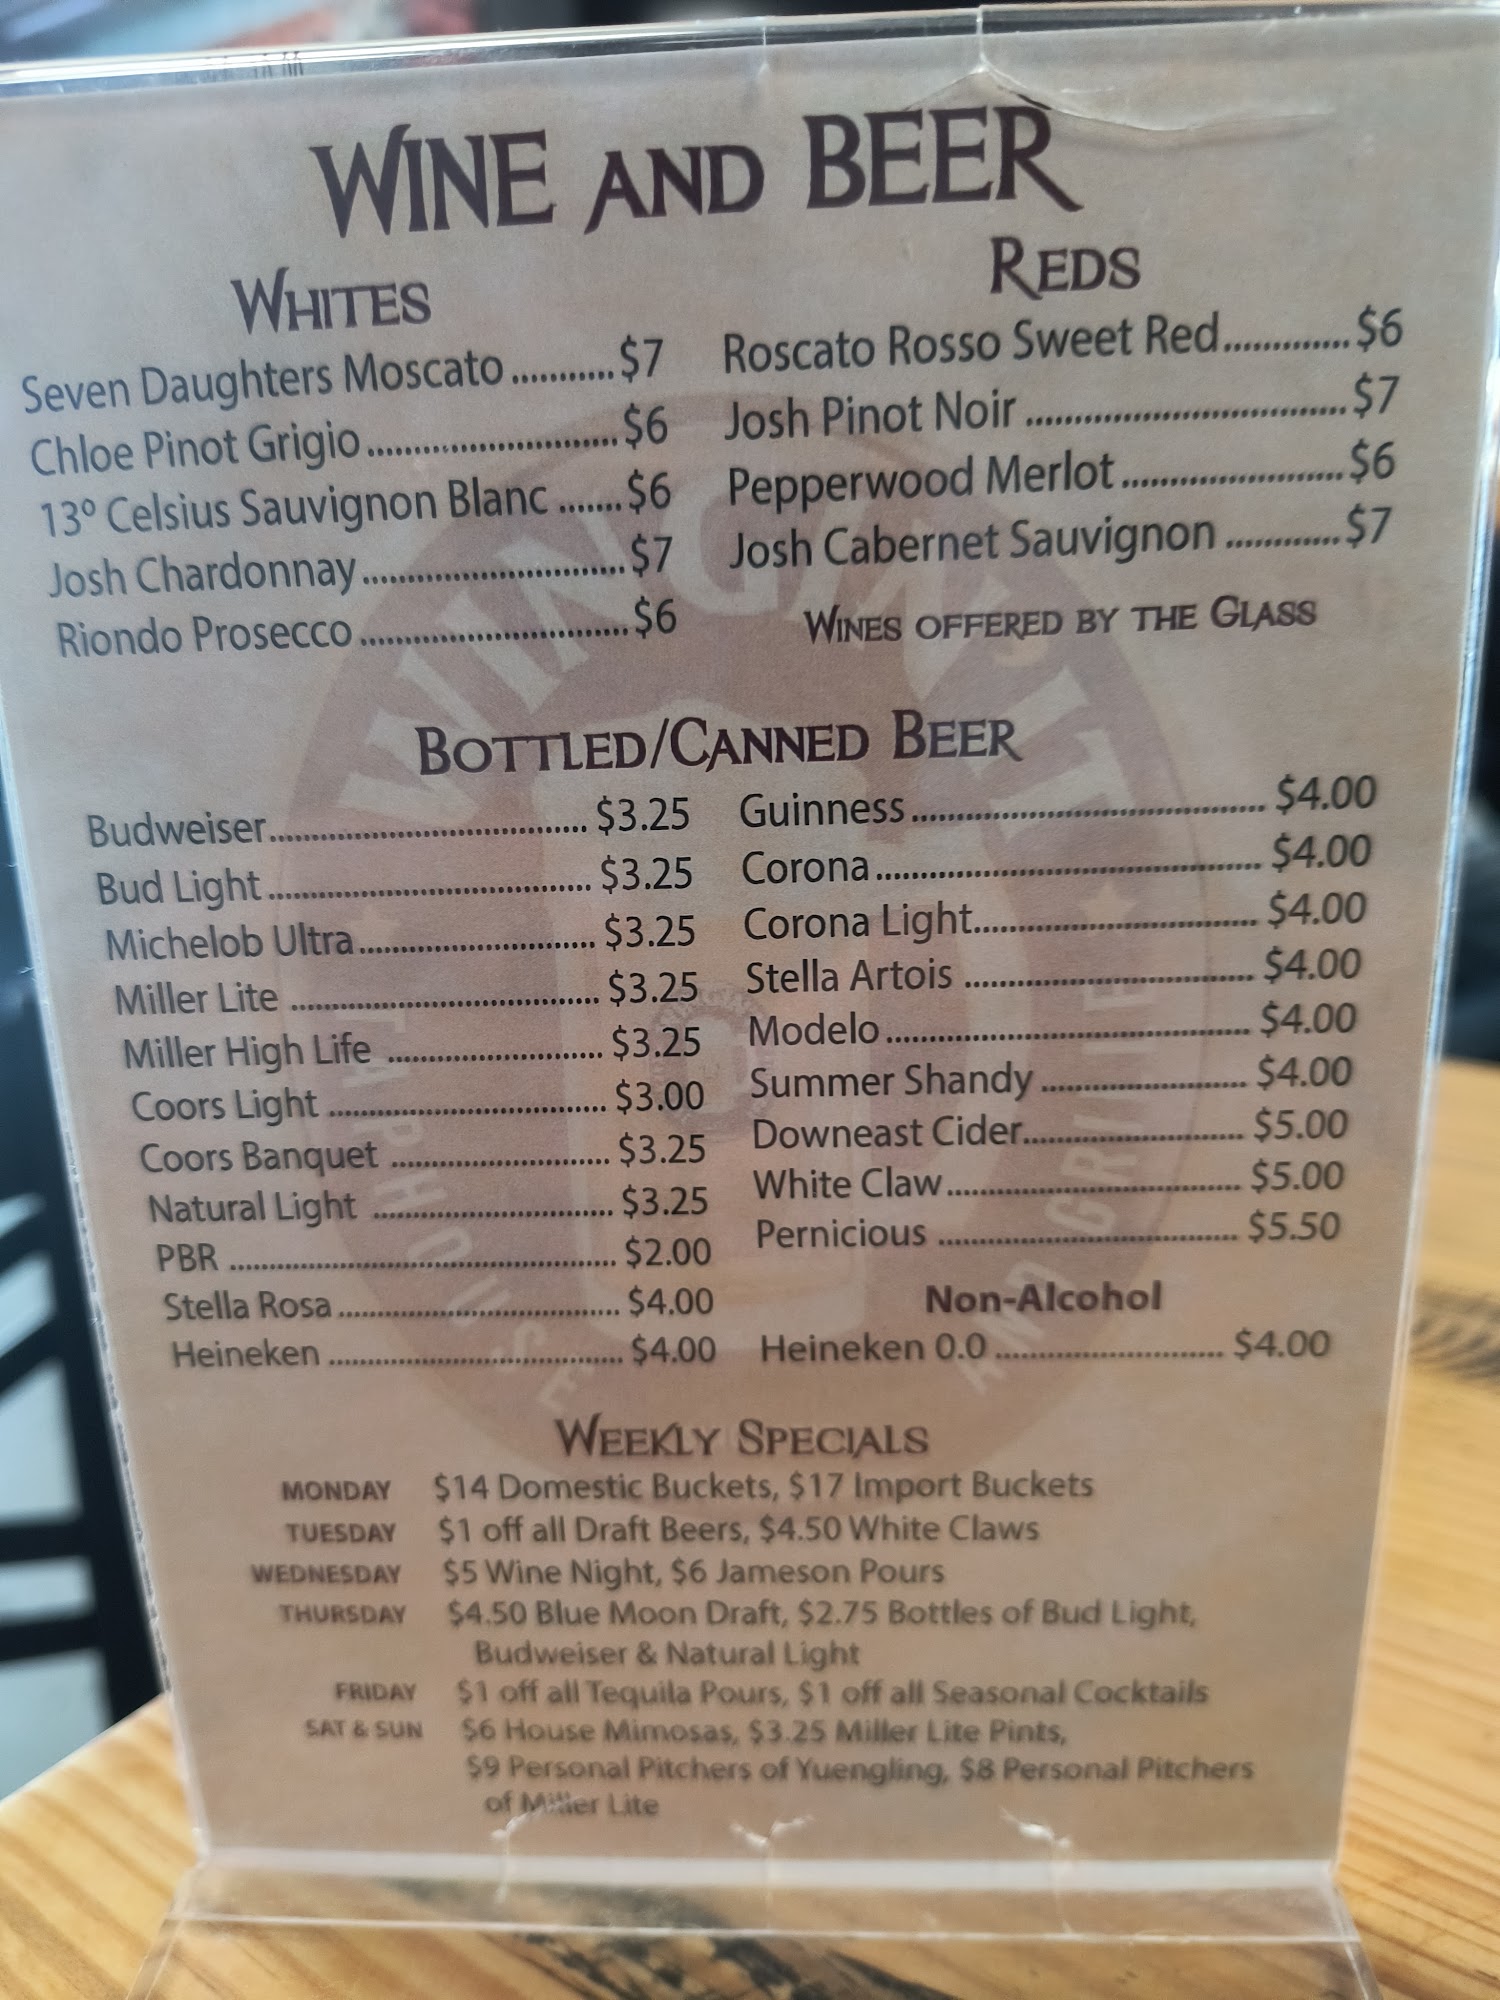 WINE AND BEER
WHITES
Seven Daughters Moscato ........... $7
Chloe Pinot Grigio ........................... $6
13º Celsius Sauvignon Blanc ....... $6
Josh Chardonnay ............................. $7
Riondo Prosecco ............................. $6
REDS
Roscato Rosso Sweet Red ............. $6
Josh Pinot Noir ................................... $7
Pepperwood Merlot ........................ $6
Josh Cabernet Sauvignon ............ $7
WINES OFFERED BY THE GLASS
BOTTLED/CANNED BEER
Budweiser .................................. $3.25
Bud Light ................................... $3.25
Michelob Ultra .......................... $3.25
Miller Lite .................................. $3.25
Miller High Life ........................ $3.25
Coors Light ............................... $3.00
Coors Banquet ......................... $3.25
Natural Light ............................ $3.25
PBR ............................................ $2.00
Stella Rosa ................................ $4.00
Heineken .................................. $4.00
Guinness ...................................... $4.00
Corona ......................................... $4.00
Corona Light ............................... $4.00
Stella Artois ................................ $4.00
Modelo ........................................ $4.00
Summer Shandy ........................ $4.00
Downeast Cider ......................... $5.00
White Claw ................................. $5.00
Pernicious ................................... $5.50
Non-Alcohol
Heineken 0.0 ........................... $4.00
WEEKLY SPECIALS
MONDAY $14 Domestic Buckets, $17 Import Buckets
TUESDAY $1 off all Draft Beers, $4.50 White Claws
WEDNESDAY $5 Wine Night, $6 Jameson Pours
THURSDAY $4.50 Blue Moon Draft, $2.75 Bottles of Bud Light,
Budweiser & Natural Light
FRIDAY $1 off all Tequila Pours, $1 off all Seasonal Cocktails
SAT & SUN $6 House Mimosas, $3.25 Miller Lite Pints,
$9 Personal Pitchers of Yuengling, $8 Personal Pitchers
of Miller Lite